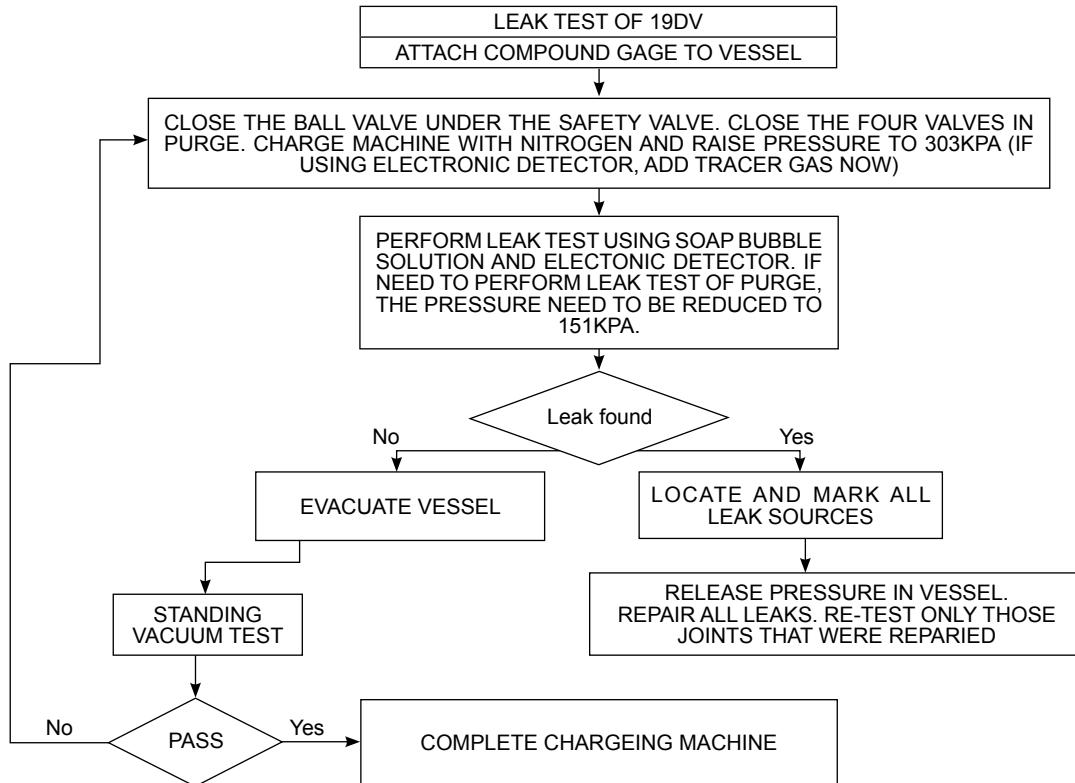 LEAK TEST OF 19DV
ATTACH COMPOUND GAGE TO VESSEL
CLOSE THE BALL VALVE UNDER THE SAFETY VALVE. CLOSE THE FOUR VALVES IN
PURGE. CHARGE MACHINE WITH NITROGEN AND RAISE PRESSURE TO 303KPA (IF
USING ELECTRONIC DETECTOR, ADD TRACER GAS NOW)
PERFORM LEAK TEST USING SOAP BUBBLE
SOLUTION AND ELECTONIC DETECTOR. IF
NEED TO PERFORM LEAK TEST OF PURGE,
THE PRESSURE NEED TO BE REDUCED TO
151KPA.
Leak found
No
Yes
EVACUATE VESSEL
LOCATE AND MARK ALL
LEAK SOURCES
RELEASE PRESSURE IN VESSEL.
REPAIR ALL LEAKS. RE-TEST ONLY THOSE
JOINTS THAT WERE REPARIED
STANDING
VACUUM TEST
No
PASS
Yes
COMPLETE CHARGEING MACHINE